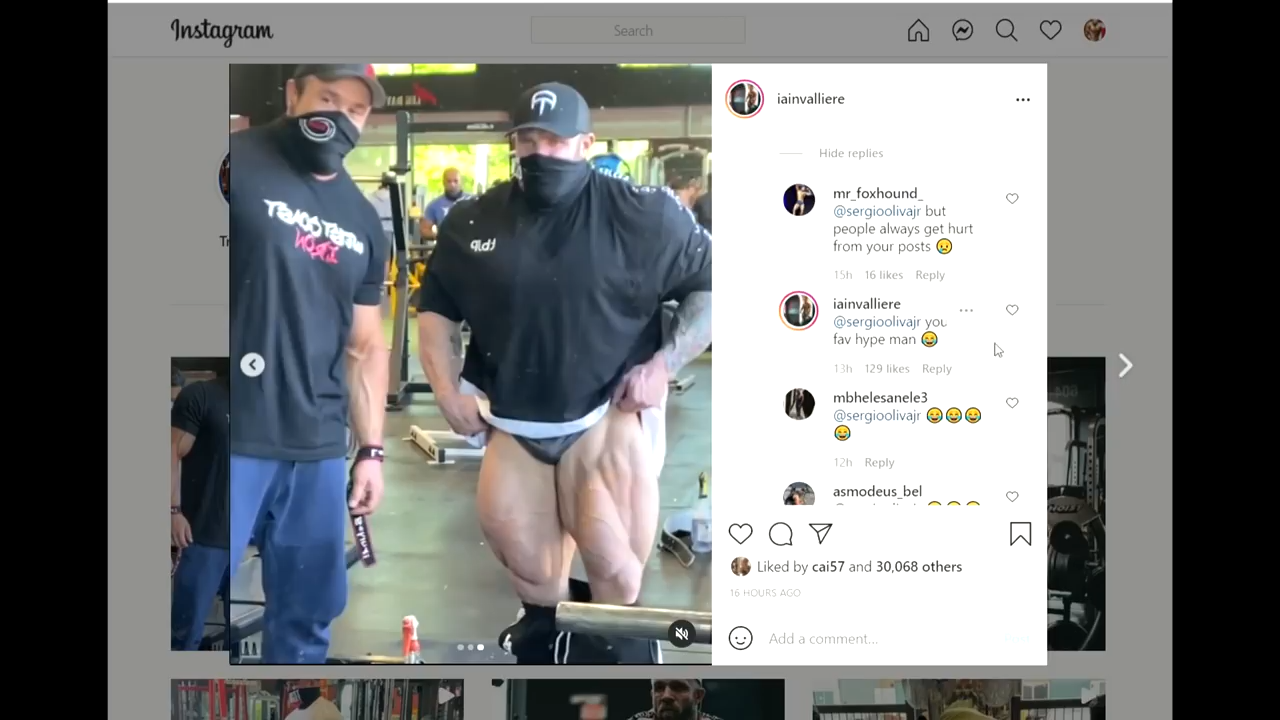 Instagram
Search
iainvalliere
Hide replies
mr_foxhound_
@sergioolivajr but
people always get hurt
from your posts 😢
15h 16 likes Reply
iainvalliere
@sergioolivajr you
fav hype man 😂
13h 129 likes Reply
mbhelesanele3
@sergioolivajr 😂😂😂
😂
12h Reply
asmodeus_bel
Liked by cai57 and 30,068 others
16 HOURS AGO
Add a comment...